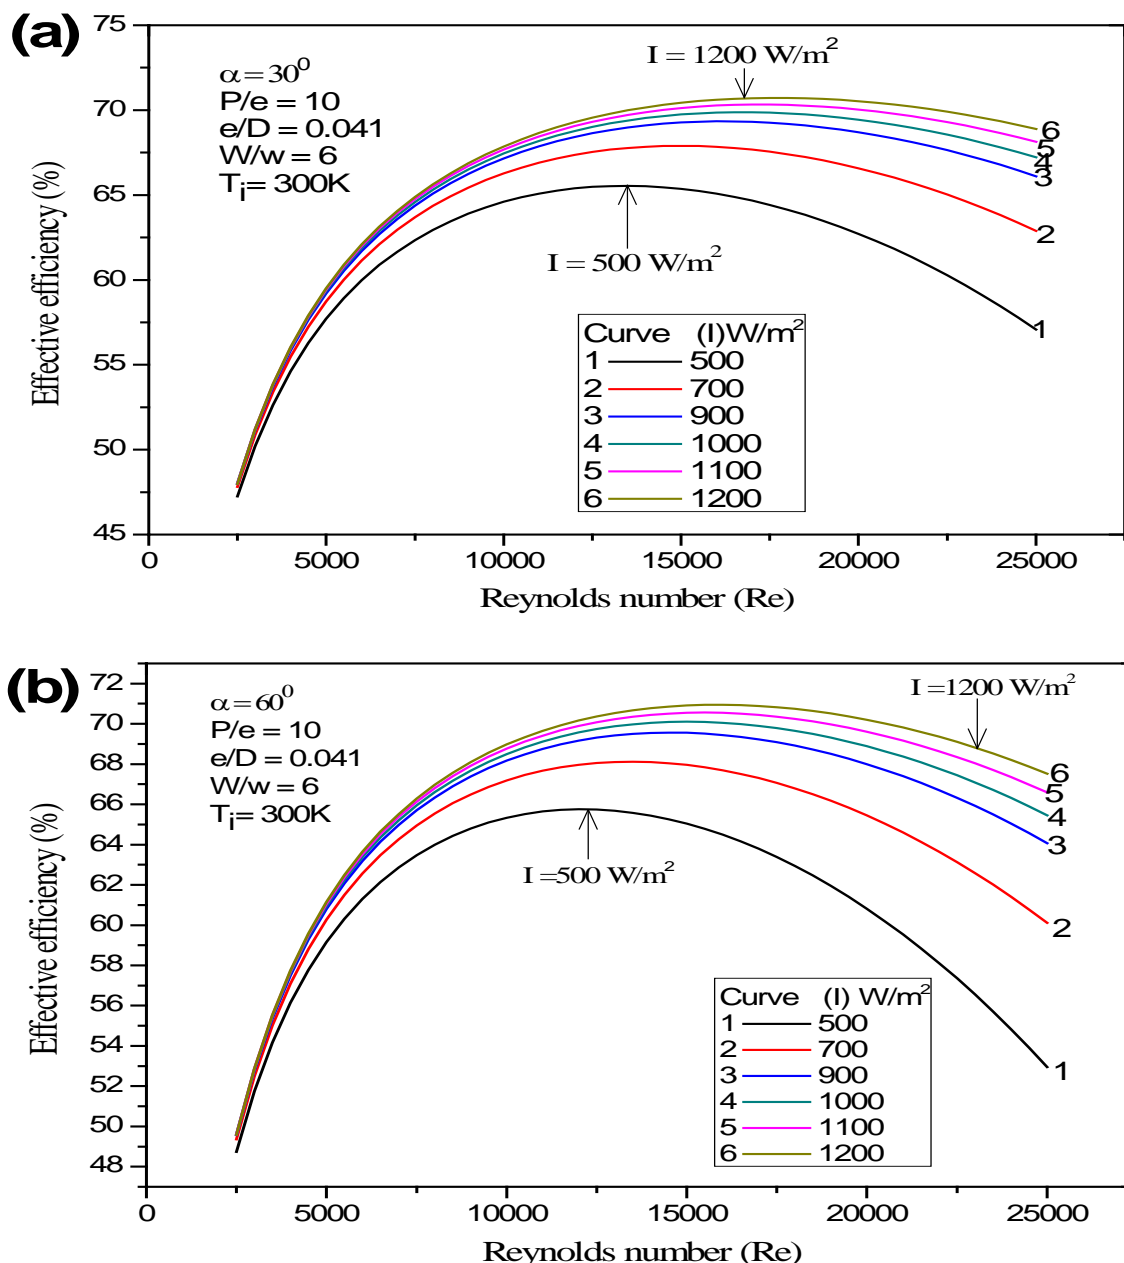 (a)
75
70
65
60
55
50
45
Effective efficiency (%)
α = 30⁰
P/e = 10
e/D = 0.041
W/w = 6
Tᵢ= 300K
I = 1200 W/m²
I = 500 W/m²
6
5
4
3
2
1
Curve (I)W/m²
1 500
2 700
3 900
4 1000
5 1100
6 1200
0 5000 10000 15000 20000 25000
Reynolds number (Re)
(b)
72
70
68
66
64
62
60
58
56
54
52
50
48
Effective efficiency (%)
α = 60⁰
P/e = 10
e/D = 0.041
W/w = 6
Tᵢ= 300K
I =1200 W/m²
I =500 W/m²
6
5
4
3
2
1
Curve (I) W/m²
1 500
2 700
3 900
4 1000
5 1100
6 1200
0 5000 10000 15000 20000 25000
Reynolds number (Re)